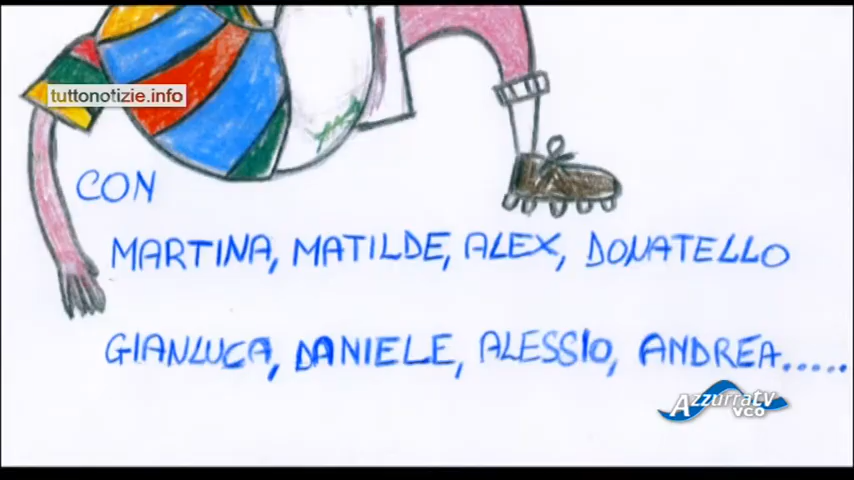 tuttonotizie.info
CON
MARTINA, MATILDE, ALEX, DONATELLO
GIANLUCA, DANIELE, ALESSIO, ANDREA.....
Azzurratv
VCO